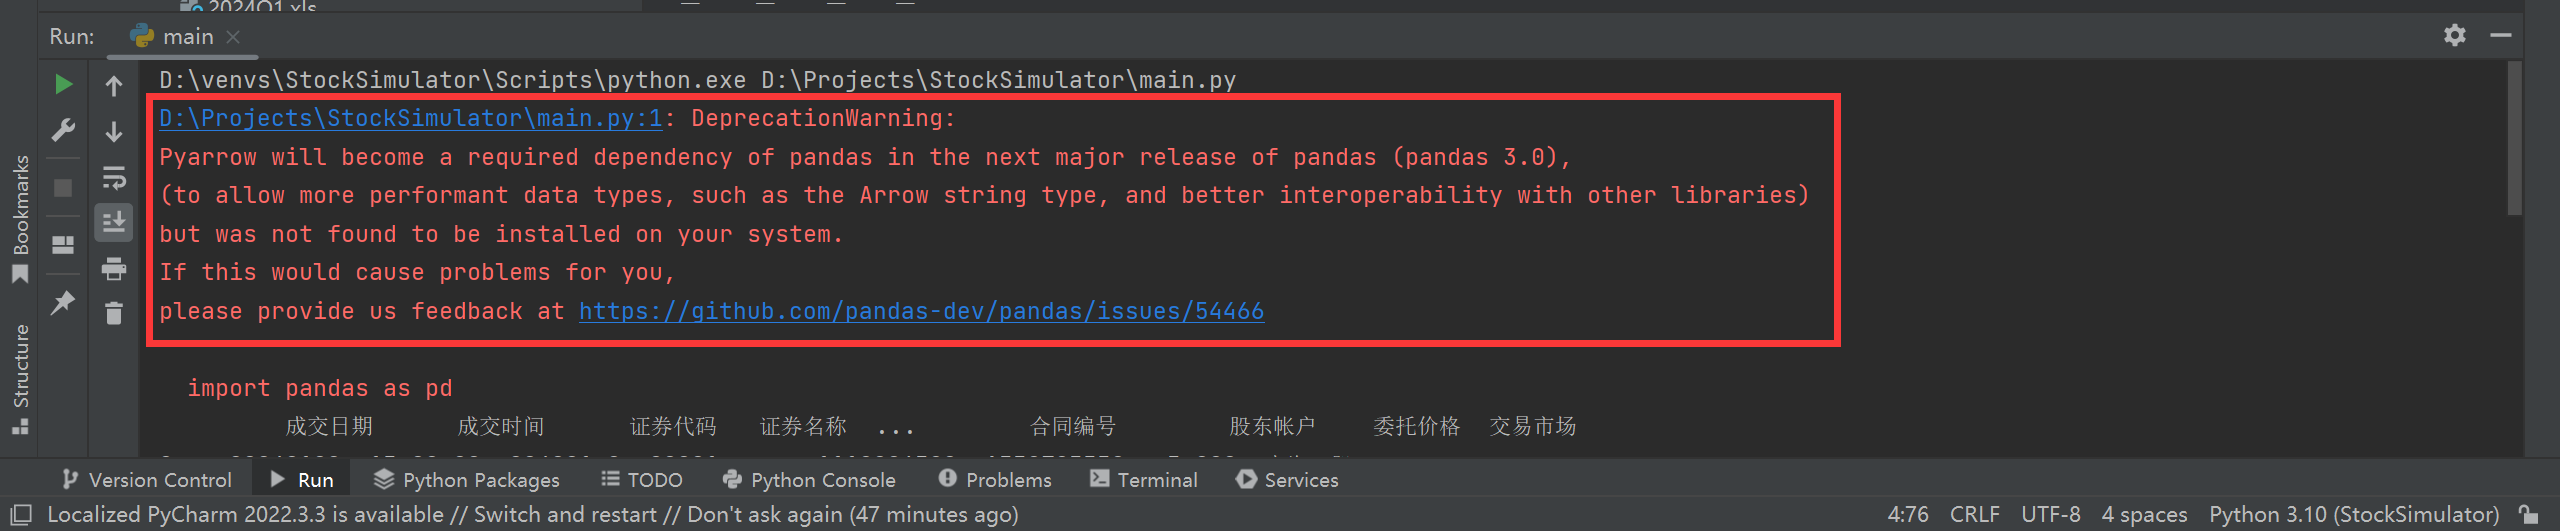 2024Q1.xls
Run: main
D:\venvs\StockSimulator\Scripts\python.exe D:\Projects\StockSimulator\main.py
D:\Projects\StockSimulator\main.py:1: DeprecationWarning:
Pyarrow will become a required dependency of pandas in the next major release of pandas (pandas 3.0),
(to allow more performant data types, such as the Arrow string type, and better interoperability with other libraries)
but was not found to be installed on your system.
If this would cause problems for you,
please provide us feedback at https://github.com/pandas-dev/pandas/issues/54466
import pandas as pd
成交日期 成交时间 证券代码 证券名称 ... 合同编号 股东帐户 委托价格 交易市场
Bookmarks
Structure
Version Control Run Python Packages TODO Python Console Problems Terminal Services
Localized PyCharm 2022.3.3 is available // Switch and restart // Don't ask again (47 minutes ago) 4:76 CRLF UTF-8 4 spaces Python 3.10 (StockSimulator)